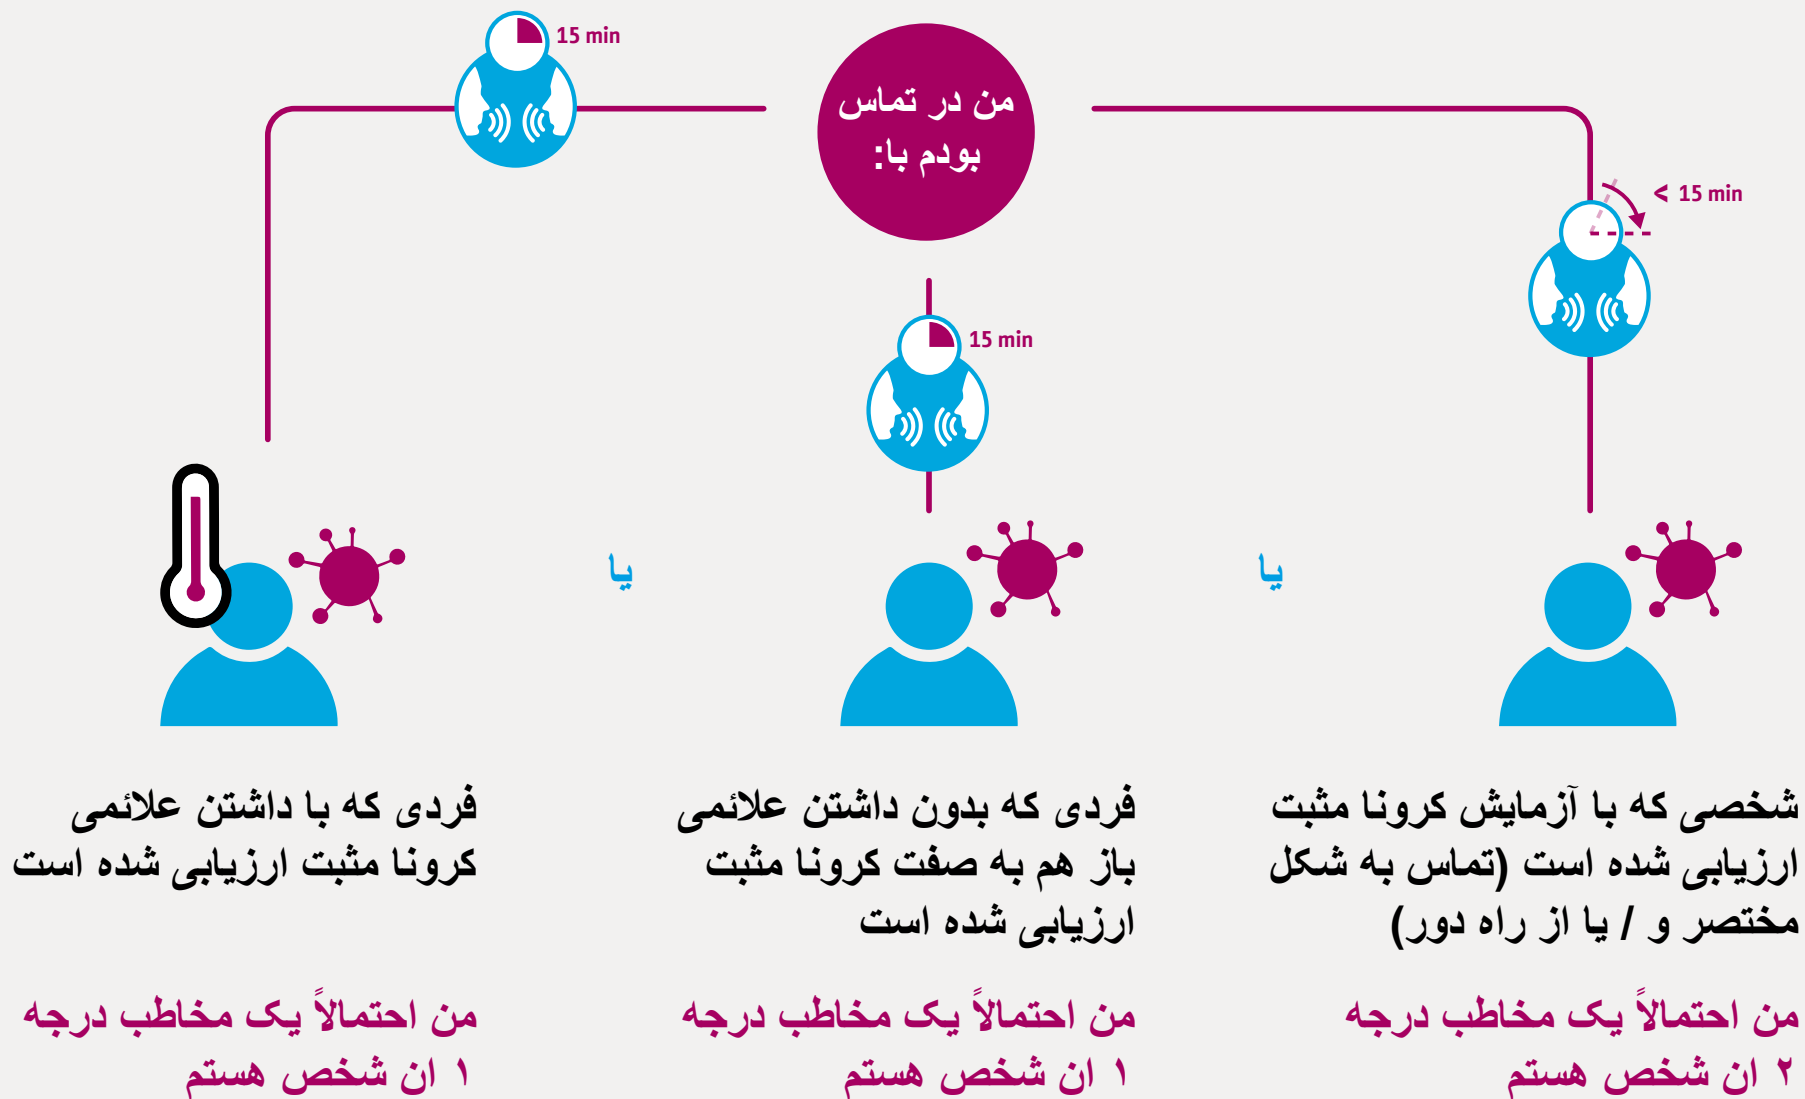 من در تماس
بودم با:
< 15 min
15 min
15 min
یا
یا
شخصی که با آزمایش کرونا مثبت
ارزیابی شده است (تماس به شکل
مختصر و / یا از راه دور)
من احتمالاً یک مخاطب درجه
۲ ان شخص هستم
فردی که بدون داشتن علائمی
باز هم به صفت کرونا مثبت
ارزیابی شده است
من احتمالاً یک مخاطب درجه
۱ ان شخص هستم
فردی که با داشتن علائمی
کرونا مثبت ارزیابی شده است
من احتمالاً یک مخاطب درجه
۱ ان شخص هستم